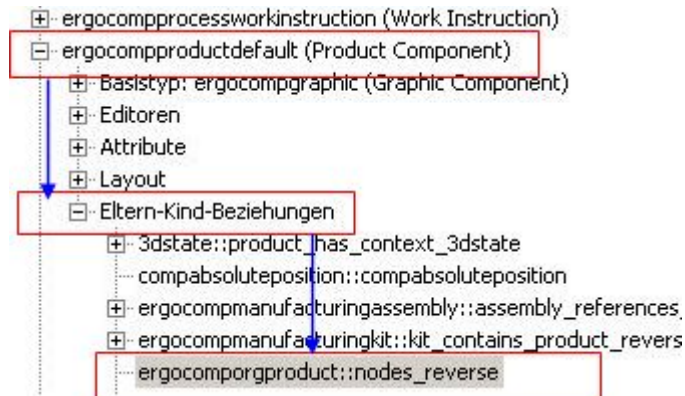 ergocompprocessworkinstruction (Work Instruction)
ergocompproductdefault (Product Component)
Basistyp: ergocompgraphic (Graphic Component)
Editoren
Attribute
Layout
Eltern-Kind-Beziehungen
3dstate::product_has_context_3dstate
compabsoluteposition::compabsoluteposition
ergocompmanufacturingassembly::assembly_references_
ergocompmanufacturingkit::kit_contains_product_revers
ergocomporgproduct::nodes_reverse